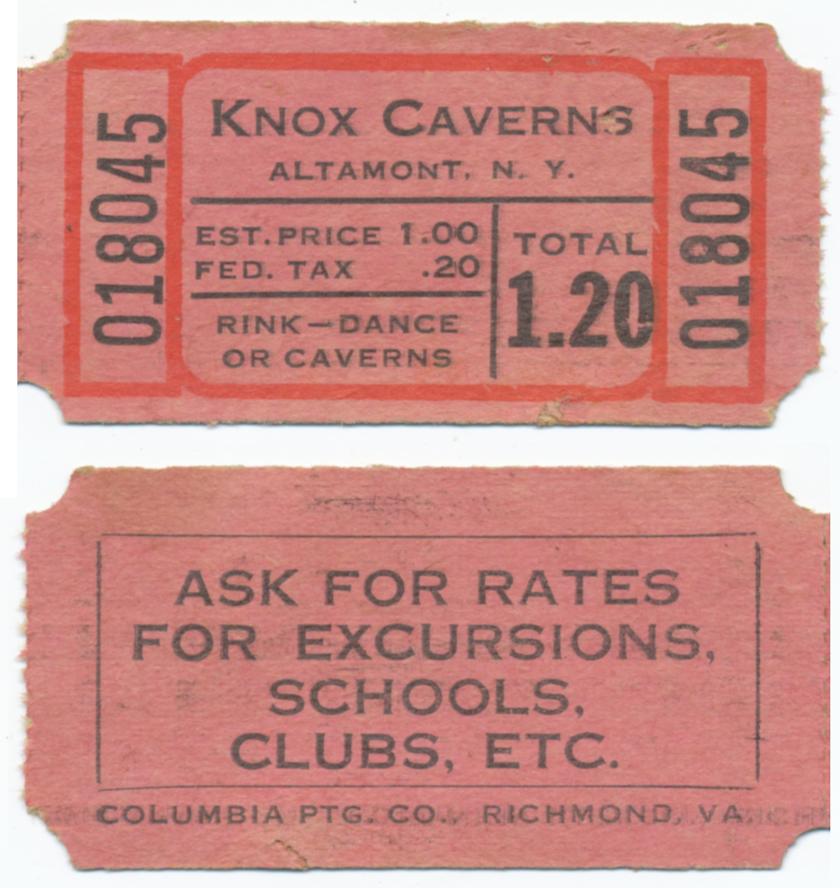 018045
KNOX CAVERNS
ALTAMONT, N. Y.
EST. PRICE 1.00
FED. TAX .20
TOTAL
1.20
RINK—DANCE
OR CAVERNS
018045
ASK FOR RATES
FOR EXCURSIONS,
SCHOOLS,
CLUBS, ETC.
COLUMBIA PTG. CO., RICHMOND, VA.